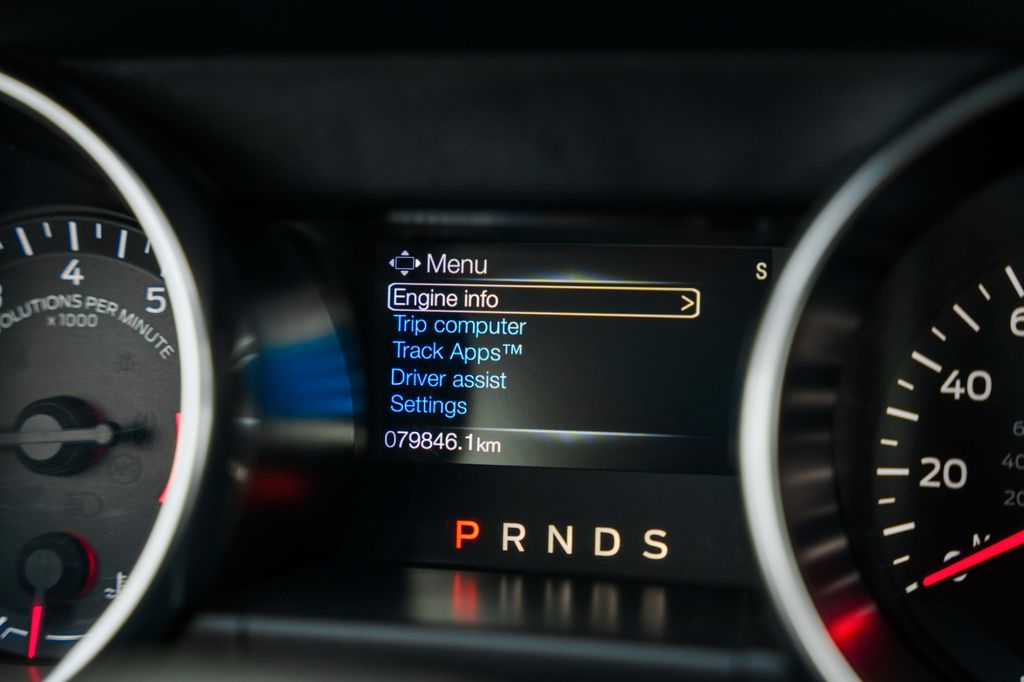 Menu
S
Engine info >
Trip computer
Track Apps™
Driver assist
Settings
079846.1km
P R N D S
4
5
OLUTIONS PER MINUTE
x1000
40
20